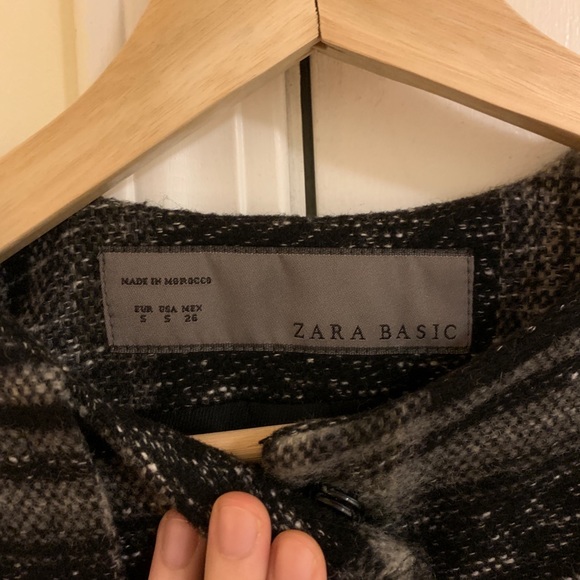 MADE IN MOROCCO
EUR USA MEX
S S 26
ZARA BASIC